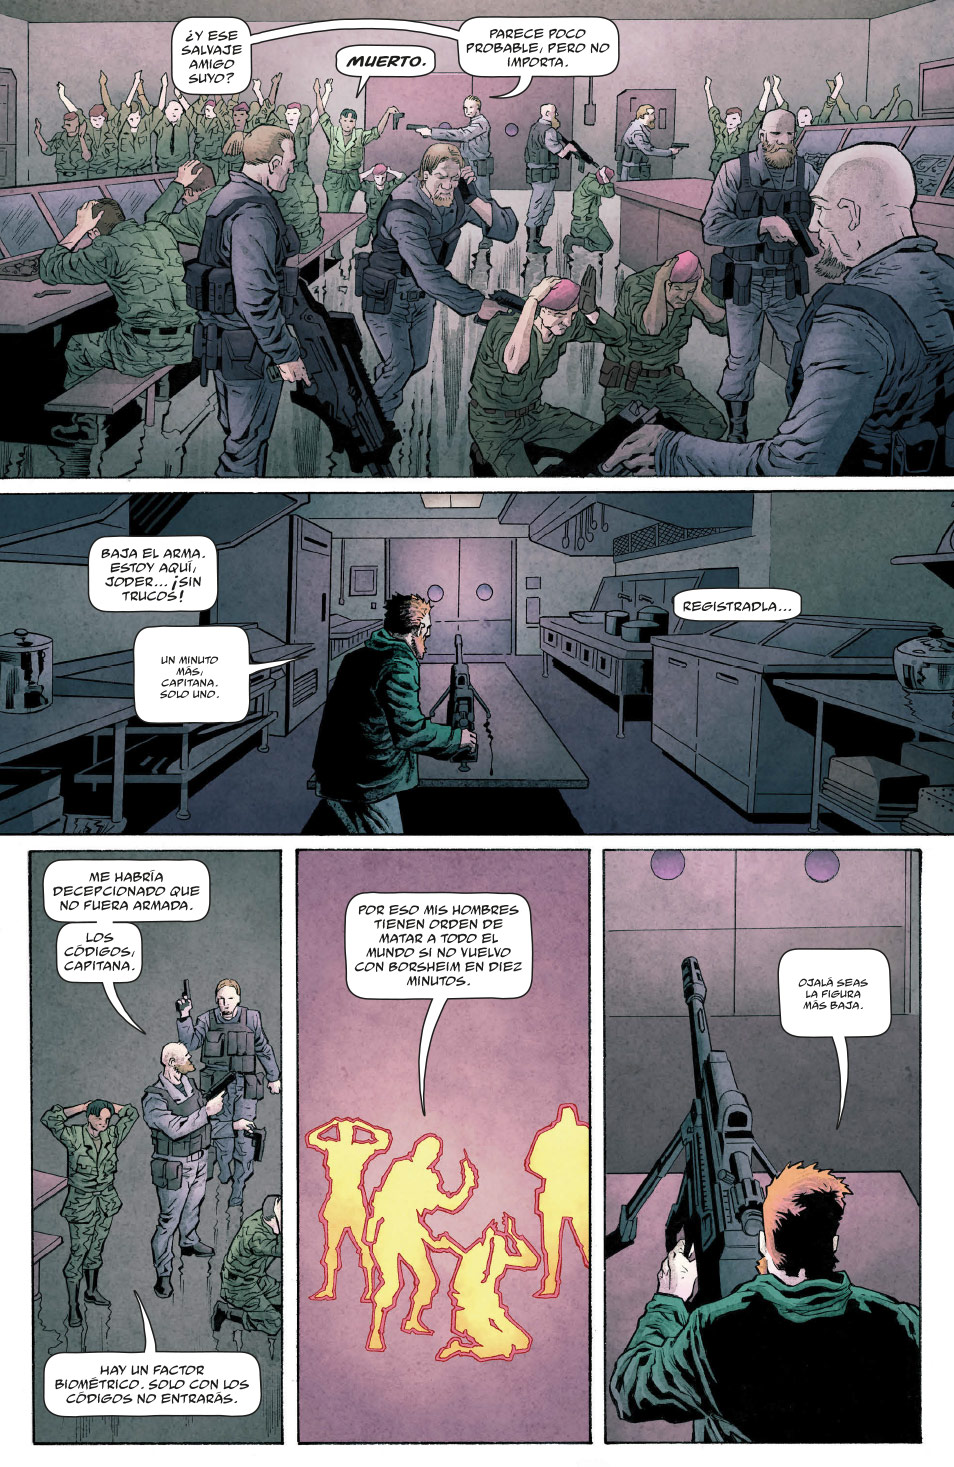 ¿Y ESE
SALVAJE
AMIGO
SUYO?
MUERTO.
PARECE POCO
PROBABLE, PERO NO
IMPORTA.
BAJA EL ARMA.
ESTOY AQUÍ,
JODER... ¡SIN
TRUCOS!
UN MINUTO
MÁS,
CAPITANA.
SOLO UNO.
REGISTRADLA...
ME HABRÍA
DECEPCIONADO QUE
NO FUERA ARMADA.
LOS
CÓDIGOS,
CAPITANA.
HAY UN FACTOR
BIOMÉTRICO. SOLO CON LOS
CÓDIGOS NO ENTRARÁS.
POR ESO MIS HOMBRES
TIENEN ORDEN DE
MATAR A TODO EL
MUNDO SI NO VUELVO
CON BORSHEIM EN DIEZ
MINUTOS.
OJALÁ SEAS
LA FIGURA
MÁS BAJA.